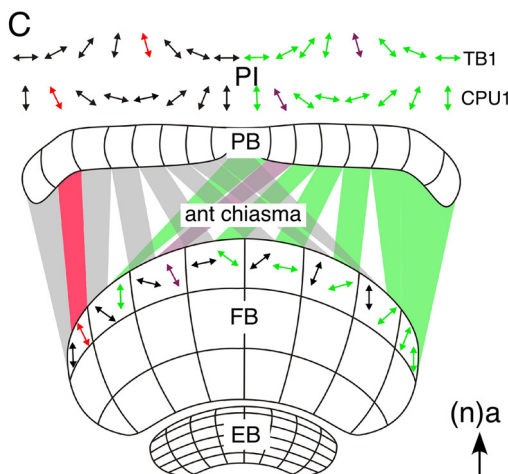 C
TB1
PI
CPU1
PB
ant chiasma
FB
(n)a
EB